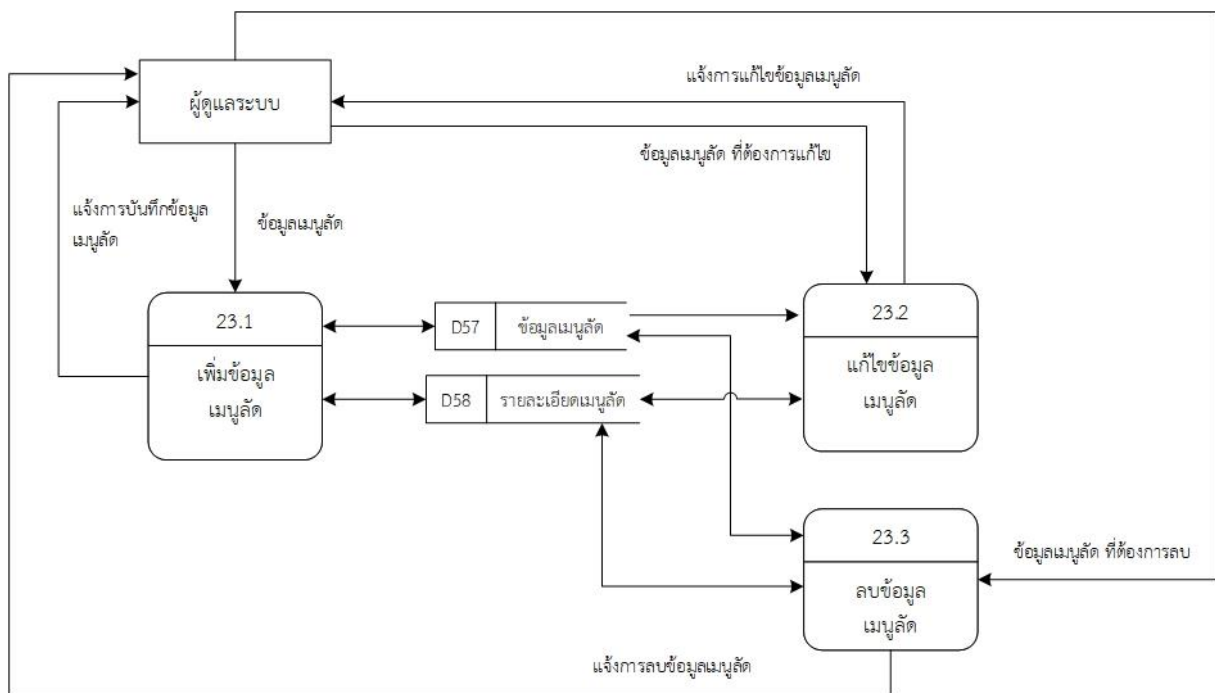 แจ้งการแก้ไขข้อมูลเมนูลัด
ผู้ดูแลระบบ
ข้อมูลเมนูลัด ที่ต้องการแก้ไข
แจ้งการบันทึกข้อมูล
เมนูลัด
ข้อมูลเมนูลัด
23.1
เพิ่มข้อมูล
เมนูลัด
D57 ข้อมูลเมนูลัด
D58 รายละเอียดเมนูลัด
23.2
แก้ไขข้อมูล
เมนูลัด
23.3
ลบข้อมูล
เมนูลัด
ข้อมูลเมนูลัด ที่ต้องการลบ
แจ้งการลบข้อมูลเมนูลัด